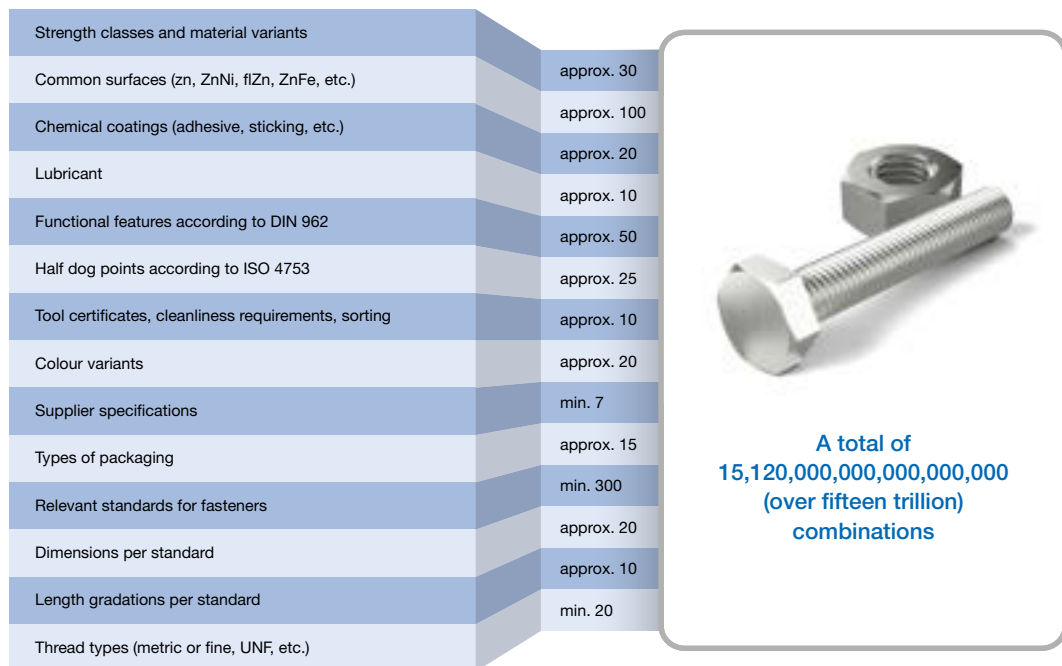 Strength classes and material variants
Common surfaces (zn, ZnNi, flZn, ZnFe, etc.)
Chemical coatings (adhesive, sticking, etc.)
Lubricant
Functional features according to DIN 962
Half dog points according to ISO 4753
Tool certificates, cleanliness requirements, sorting
Colour variants
Supplier specifications
Types of packaging
Relevant standards for fasteners
Dimensions per standard
Length gradations per standard
Thread types (metric or fine, UNF, etc.)
approx. 30
approx. 100
approx. 20
approx. 10
approx. 50
approx. 25
approx. 10
approx. 20
min. 7
approx. 15
min. 300
approx. 20
approx. 10
min. 20
A total of
15,120,000,000,000,000,000
(over fifteen trillion)
combinations